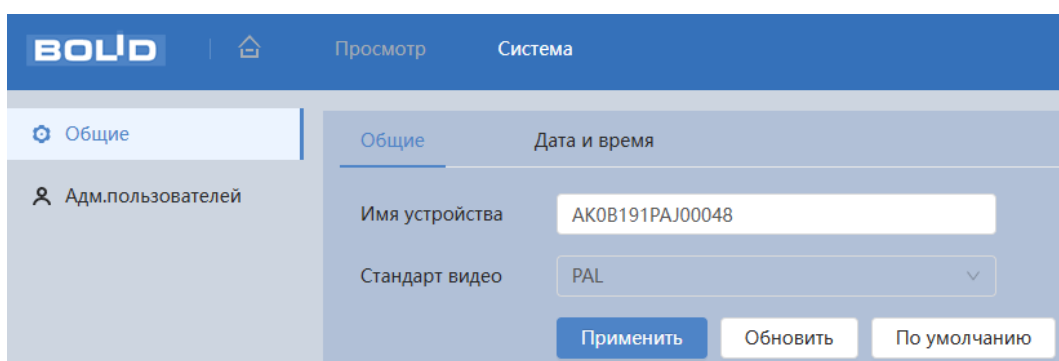 BOLID Просмотр Система
Общие
Адм.пользователей
Общие Дата и время
Имя устройства AK0B191PAJ00048
Стандарт видео PAL
Применить Обновить По умолчанию